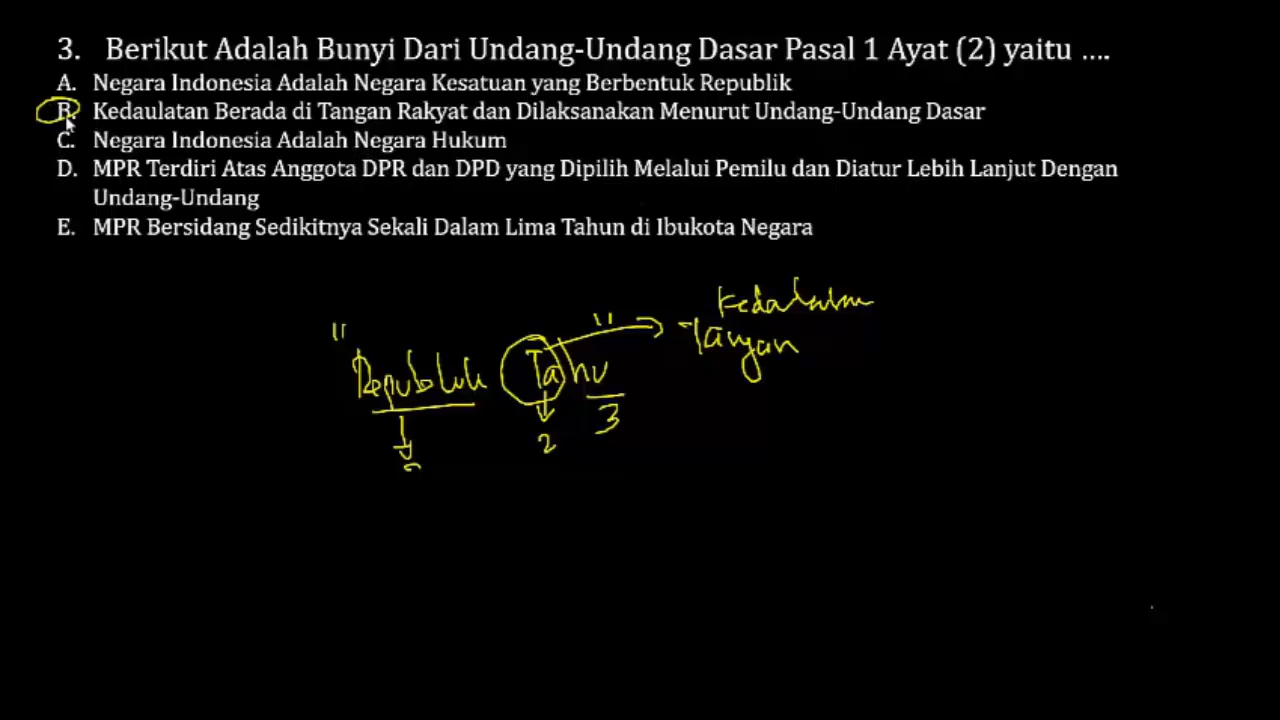 3. Berikut Adalah Bunyi Dari Undang-Undang Dasar Pasal 1 Ayat (2) yaitu ....
A. Negara Indonesia Adalah Negara Kesatuan yang Berbentuk Republik
B. Kedaulatan Berada di Tangan Rakyat dan Dilaksanakan Menurut Undang-Undang Dasar
C. Negara Indonesia Adalah Negara Hukum
D. MPR Terdiri Atas Anggota DPR dan DPD yang Dipilih Melalui Pemilu dan Diatur Lebih Lanjut Dengan
Undang-Undang
E. MPR Bersidang Sedikitnya Sekali Dalam Lima Tahun di Ibukota Negara
Kedaulatan
Tangan
" Republik Tahu "
2 3